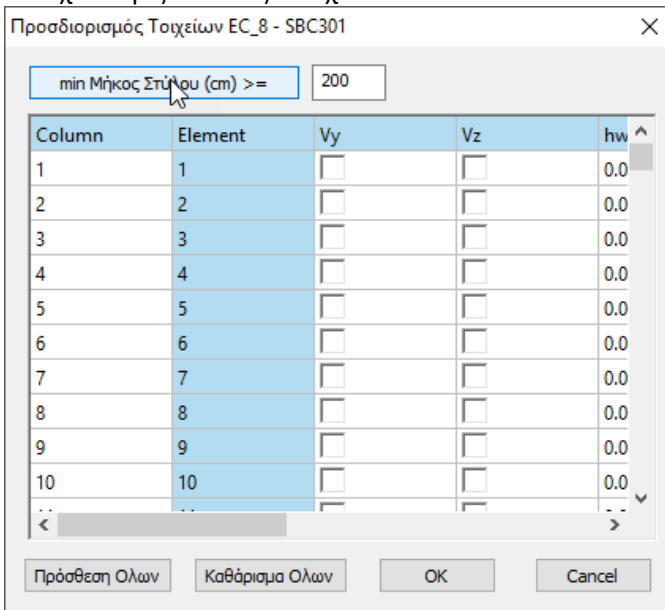 Προσδιορισμός Τοιχείων EC_8 - SBC301
min Μήκος Στύλου (cm) >= 200
Column Element Vy Vz hw
1 1 0.0
2 2 0.0
3 3 0.0
4 4 0.0
5 5 0.0
6 6 0.0
7 7 0.0
8 8 0.0
9 9 0.0
10 10 0.0
Πρόσθεση Ολων Καθάρισμα Ολων OK Cancel